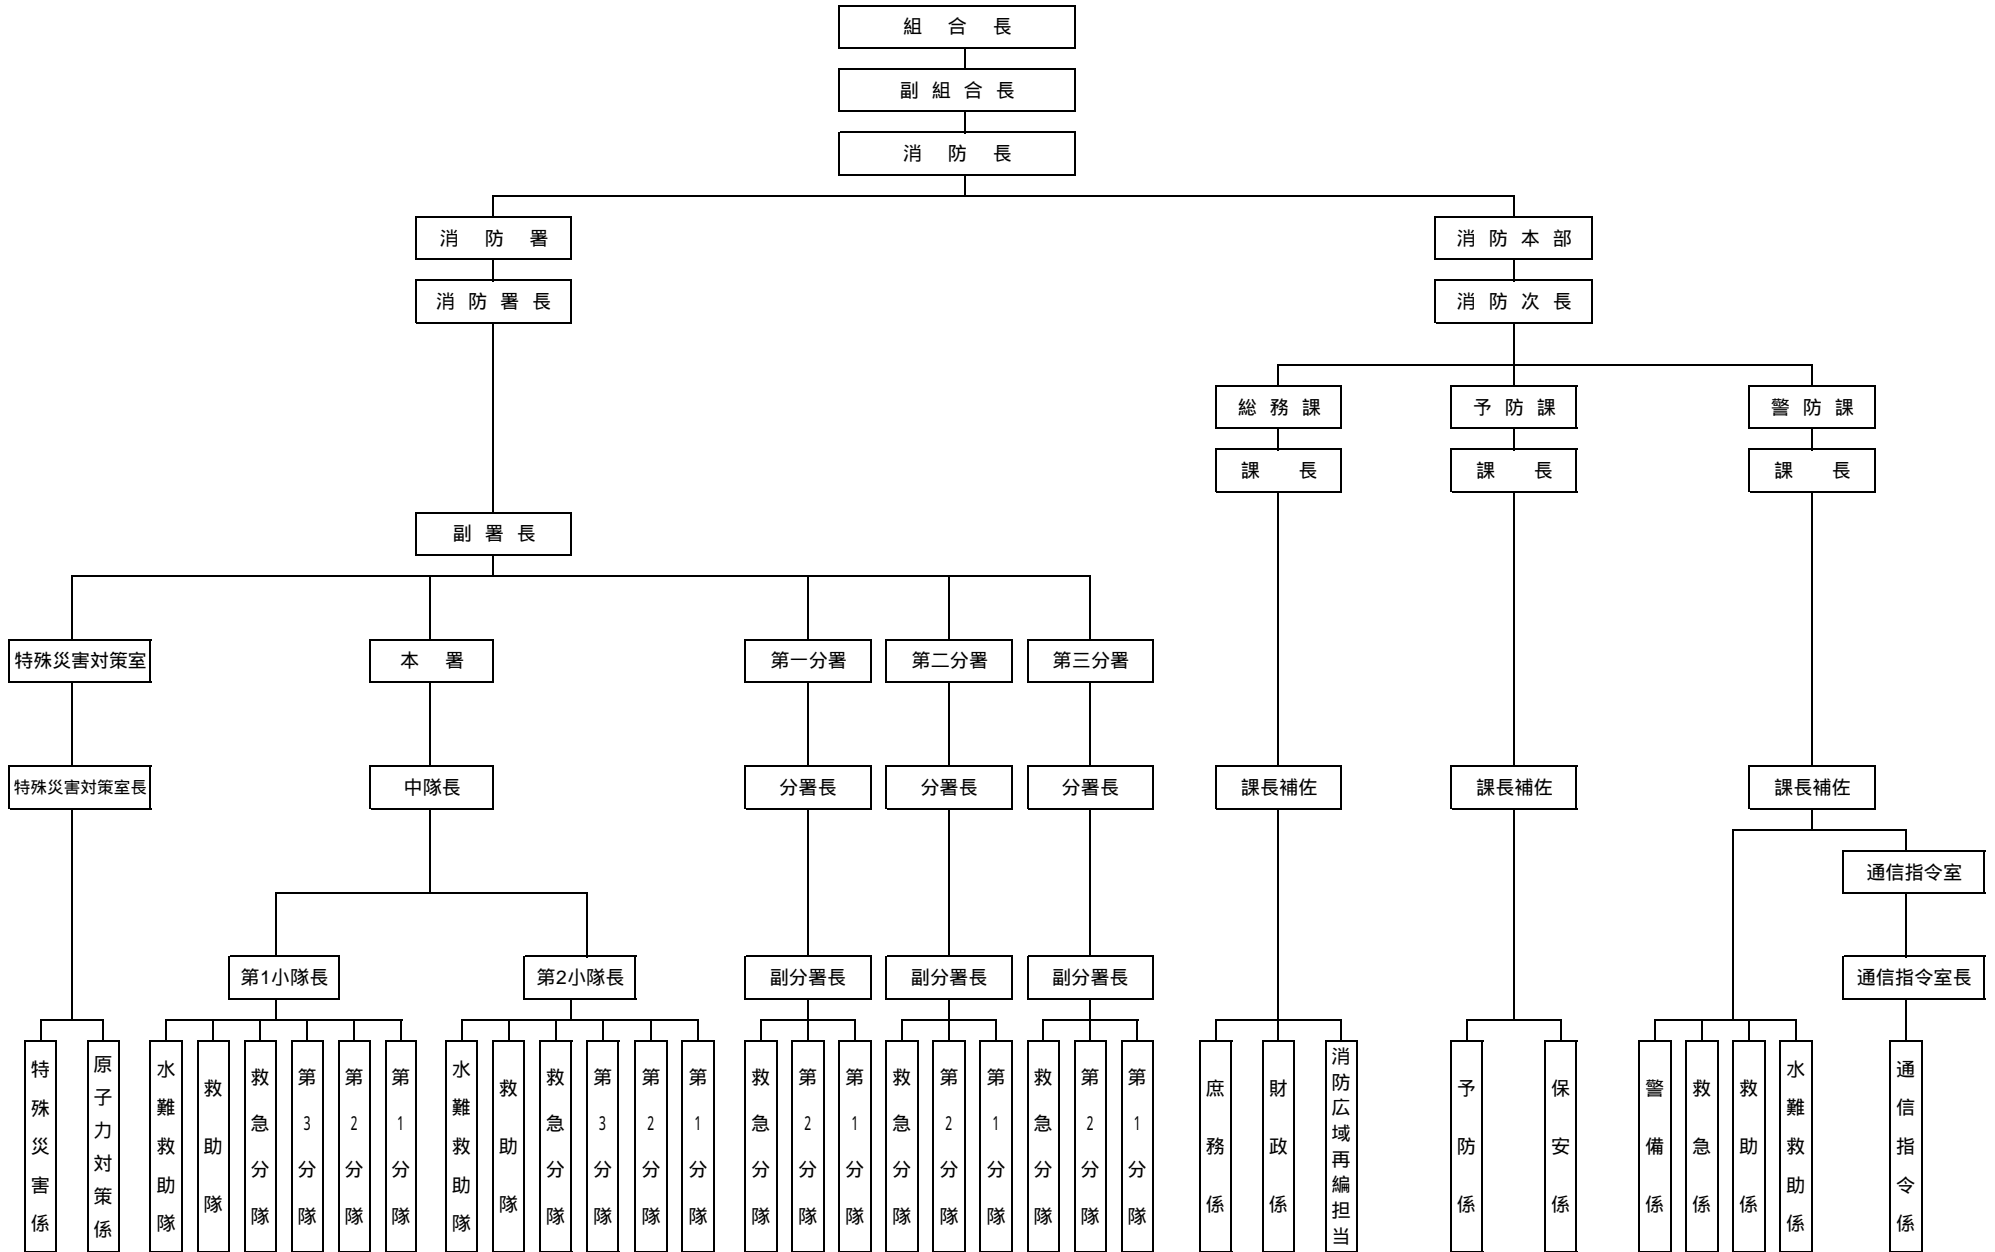 組合長
副組合長
消防長
消防署
消防本部
消防署長
消防次長
総務課
予防課
警防課
課長
課長
課長
副署長
特殊災害対策室
本署
第一分署
第二分署
第三分署
特殊災害対策室長
中隊長
分署長
分署長
分署長
課長補佐
課長補佐
課長補佐
通信指令室
第1小隊長
第2小隊長
副分署長
副分署長
副分署長
通信指令室長
特殊災害係
原子力対策係
水難救助隊
救助隊
救急分隊
第3分隊
第2分隊
第1分隊
水難救助隊
救助隊
救急分隊
第3分隊
第2分隊
第1分隊
救急分隊
第2分隊
第1分隊
救急分隊
第2分隊
第1分隊
救急分隊
第2分隊
第1分隊
庶務係
財政係
消防広域再編担当
予防係
保安係
警備係
救急係
救助係
水難救助係
通信指令係